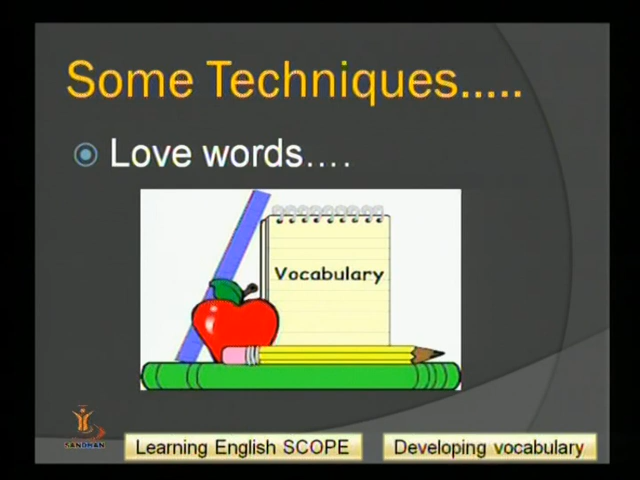 Some Techniques.....
Love words....
Vocabulary
SANDHAN
Learning English SCOPE
Developing vocabulary